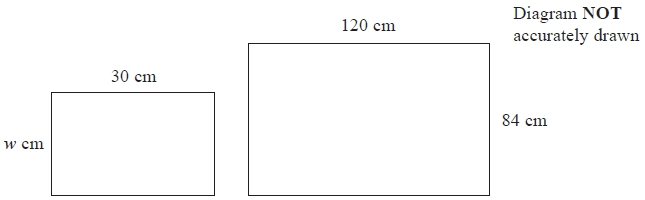 Diagram NOT
accurately drawn
120 cm
30 cm
84 cm
w cm